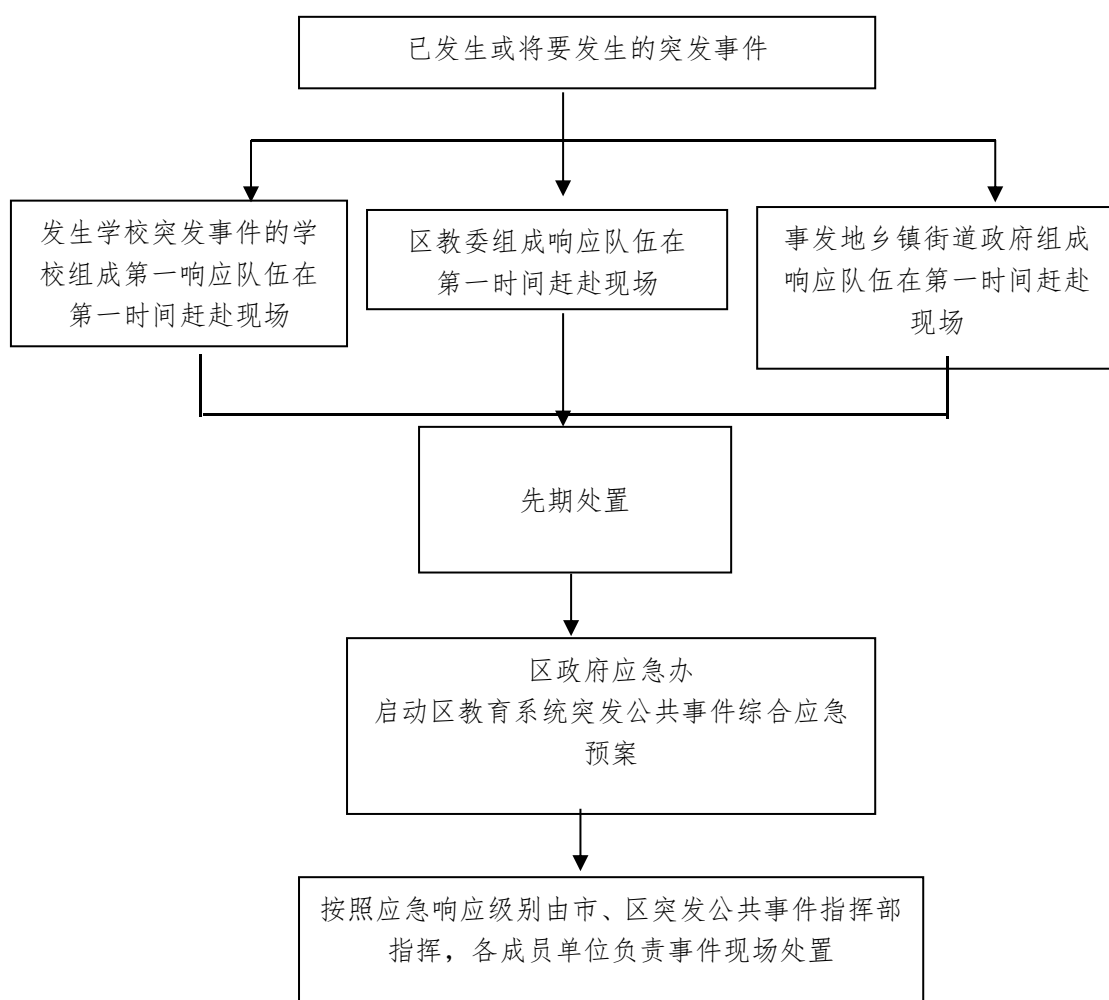 已发生或将要发生的突发事件
发生学校突发事件的学
校组成第一响应队伍在
第一时间赶赴现场
区教委组成响应队伍在
第一时间赶赴现场
事发地乡镇街道政府组成
响应队伍在第一时间赶赴
现场
先期处置
区政府应急办
启动区教育系统突发公共事件综合应急
预案
按照应急响应级别由市、区突发公共事件指挥部
指挥，各成员单位负责事件现场处置